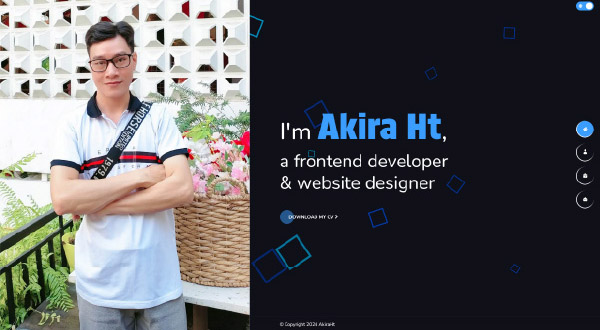 I'm Akira Ht,
a frontend developer
& website designer
DOWNLOAD MY CV >
© Copyright 2021 AkiraHt